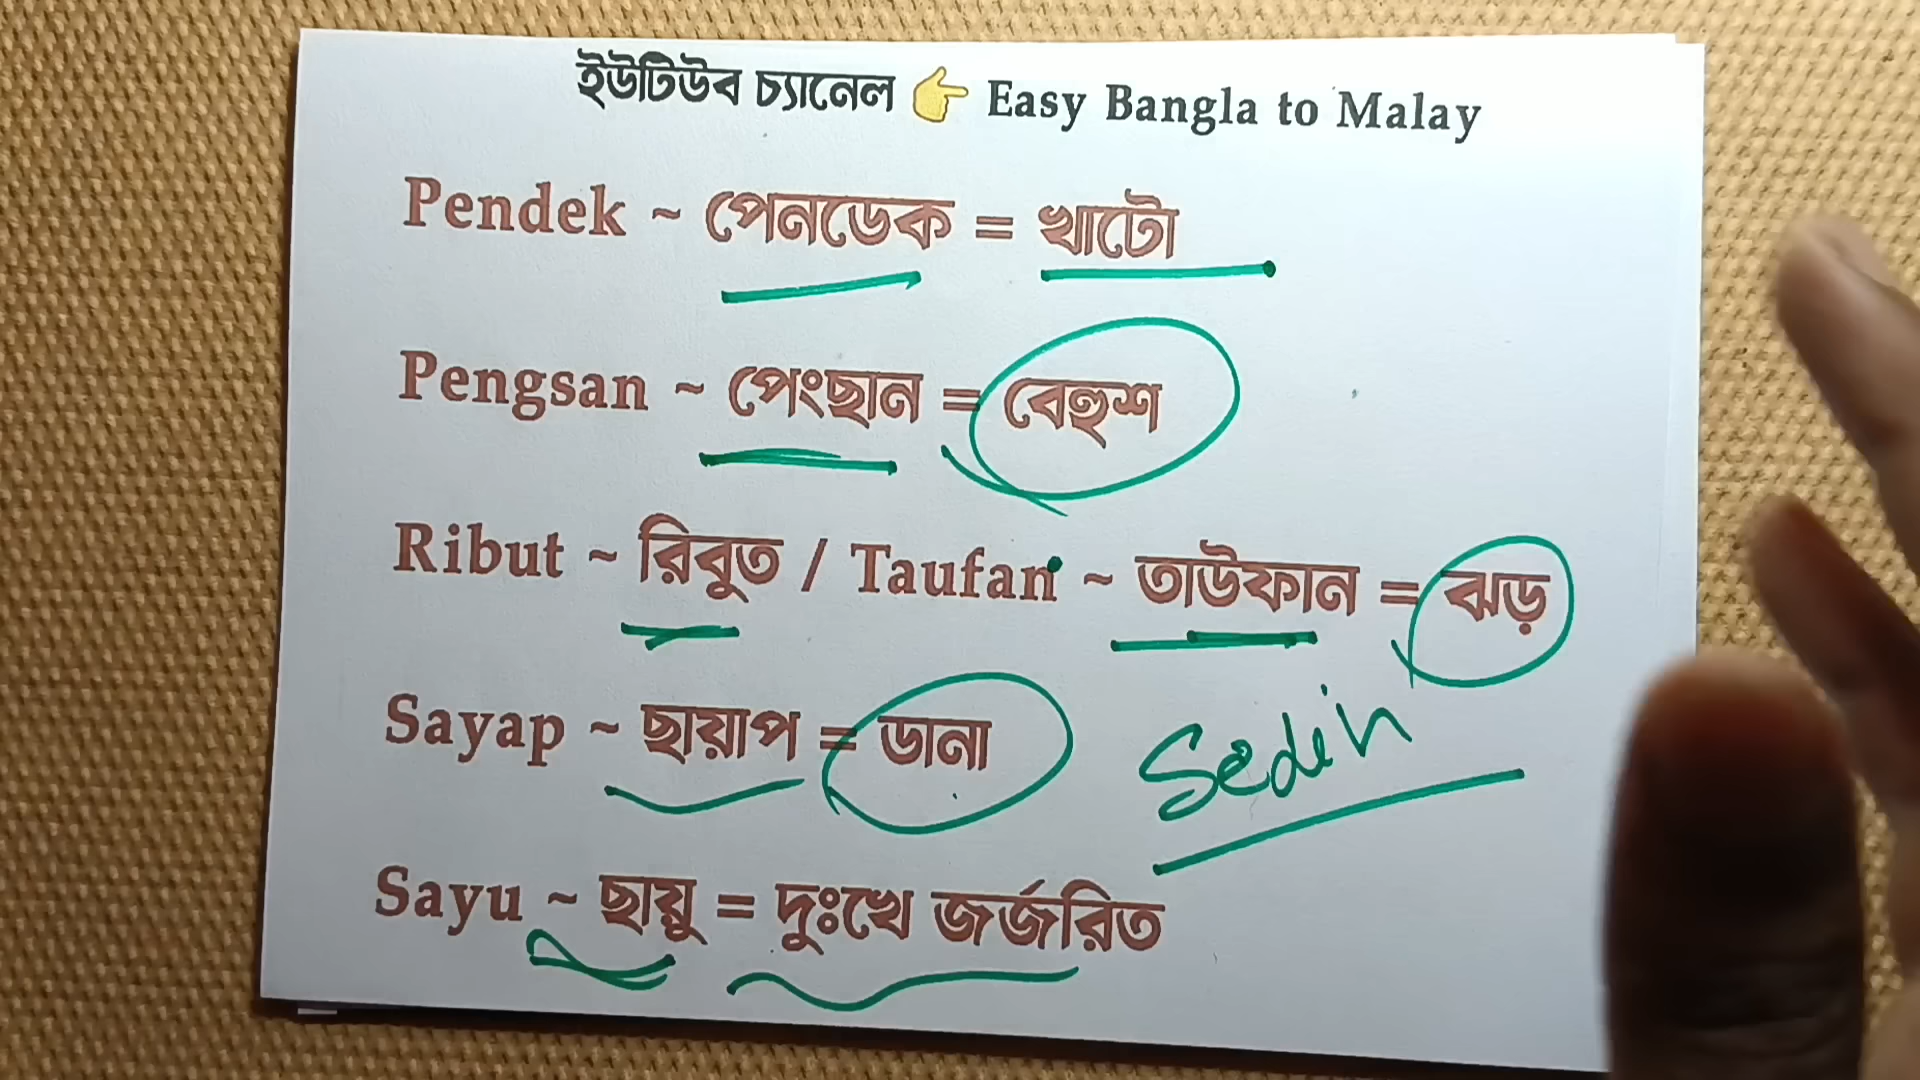 ইউটিউব চ্যানেল 👉 Easy Bangla to Malay
Pendek ~ পেনডেক = খাটো
Pengsan ~ পেংছান = বেহুশ
Ribut ~ রিবুত / Taufan ~ তাউফান = ঝড়
Sayap ~ ছায়াপ = ডানা
Sedih
Sayu ~ ছায়ু = দুঃখে জর্জরিত